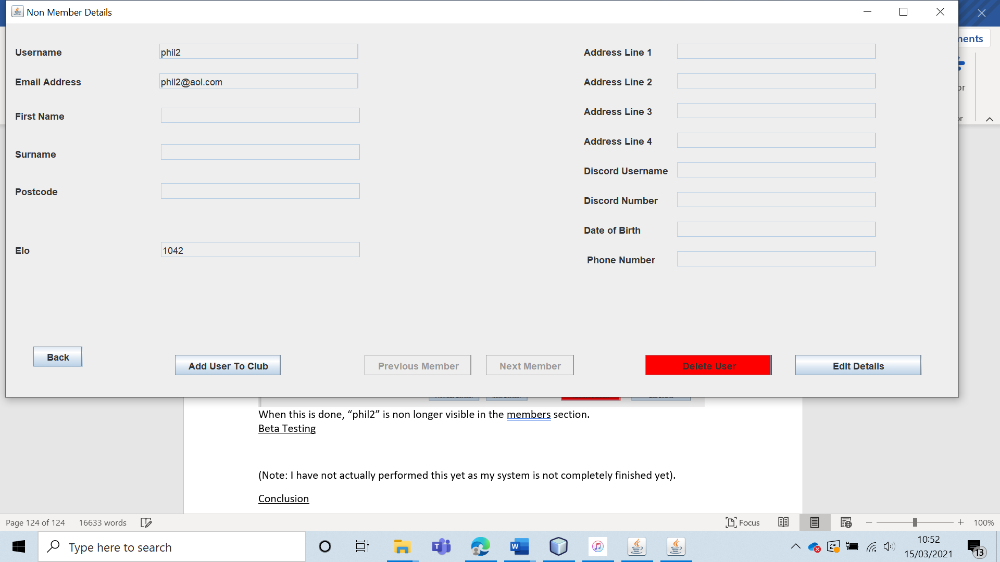 Non Member Details
ments
Username
phil2
Address Line 1
Email Address
phil2@aol.com
Address Line 2
First Name
Address Line 3
Surname
Address Line 4
Discord Username
Postcode
Discord Number
Date of Birth
Elo
1042
Phone Number
Back
Add User To Club
Previous Member
Next Member
Delete User
Edit Details
When this is done, “phil2” is non longer visible in the members section.
Beta Testing
(Note: I have not actually performed this yet as my system is not completely finished yet).
Conclusion
Page 124 of 124
16633 words
Focus
100%
Type here to search
10:52
15/03/2021
13